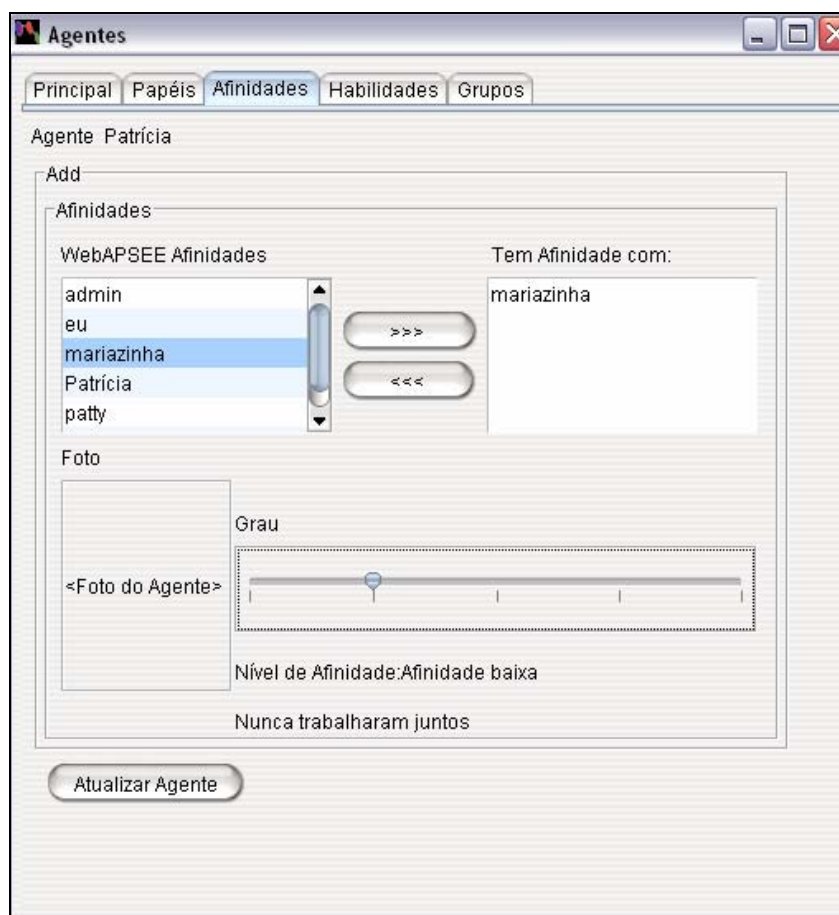 Agentes
Principal Papéis Afinidades Habilidades Grupos
Agente Patrícia
Add
Afinidades
WebAPSEE Afinidades
Tem Afinidade com:
admin
eu
mariazinha
Patrícia
patty
>>>
<<<
mariazinha
Foto
<Foto do Agente>
Grau
Nível de Afinidade:Afinidade baixa
Nunca trabalharam juntos
Atualizar Agente